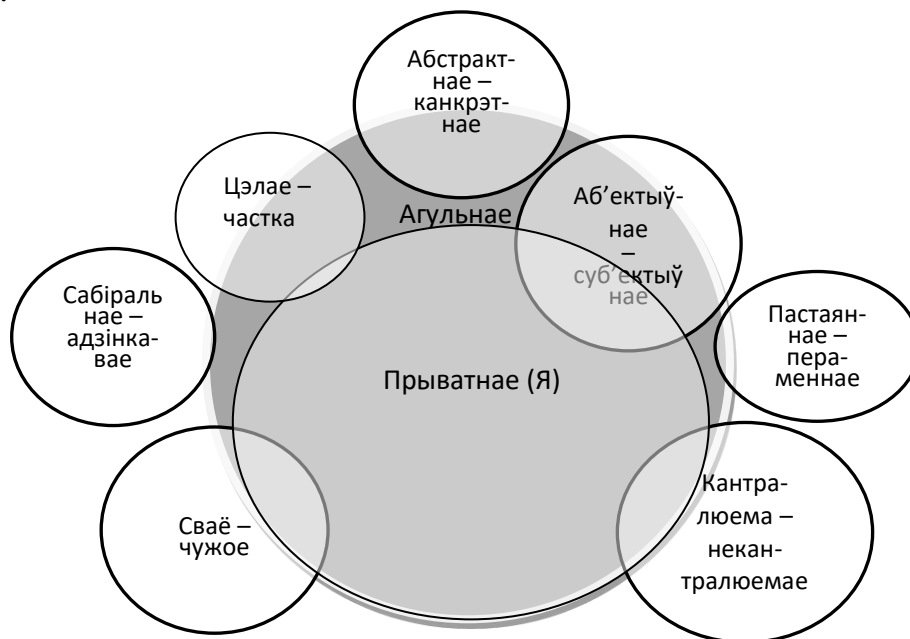 Абстракт-
нае –
канкрэт-
нае
Цэлае –
частка
Агульнае
Аб’ектыў-
нае
–
суб’ектыў
нае
Сабіраль
нае –
адзінка-
вае
Пастаян-
нае –
пера-
меннае
Прыватнае (Я)
Сваё –
чужое
Кантра-
люема –
некан-
тралюемае